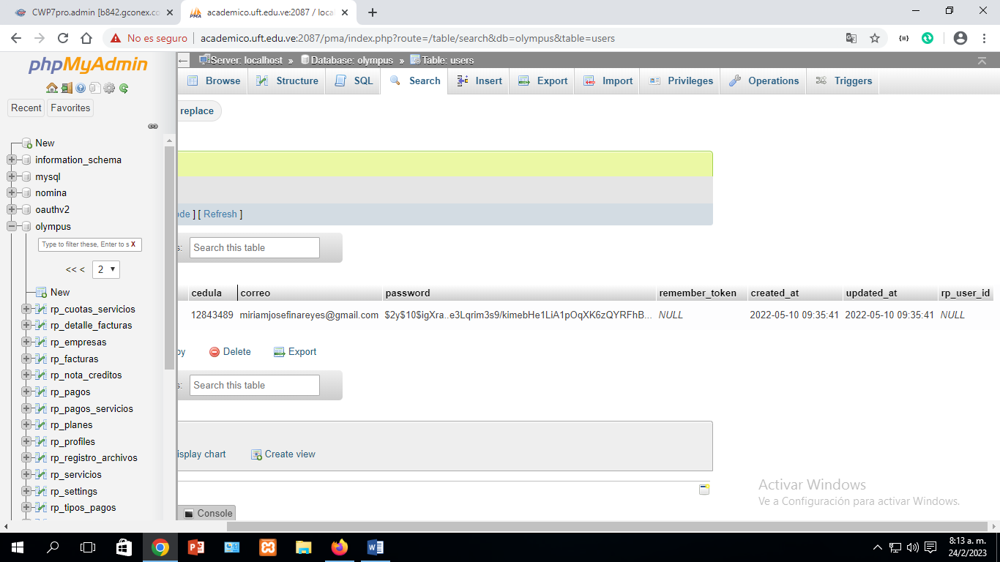 CWP7pro.admin [b842.gconex.co
academico.uft.edu.ve:2087 / loca
No es seguro
academico.uft.edu.ve:2087/pma/index.php?route=/table/search&db=olympus&table=users
phpMyAdmin
Recent
Favorites
New
information_schema
mysql
nomina
oauthv2
olympus
Type to filter these, Enter to s X
<< < 2
New
rp_cuotas_servicios
rp_detalle_facturas
rp_empresas
rp_facturas
rp_nota_creditos
rp_pagos
rp_pagos_servicios
rp_planes
rp_profiles
rp_registro_archivos
rp_servicios
rp_settings
rp_tipos_pagos
Server: localhost » Database: olympus » Table: users
Browse Structure SQL Search Insert Export Import Privileges Operations Triggers
replace
ode ] [ Refresh ]
s: Search this table
cedula correo password remember_token created_at updated_at rp_user_id
12843489 miriamjosefinareyes@gmail.com $2y$10$igXra..e3Lqrim3s9/kimebHe1LiA1pOqXK6zQYRFhB... NULL 2022-05-10 09:35:41 2022-05-10 09:35:41 NULL
py Delete Export
s: Search this table
isplay chart Create view
Console
Activar Windows
Ve a Configuración para activar Windows.
8:13 a. m.
24/2/2023